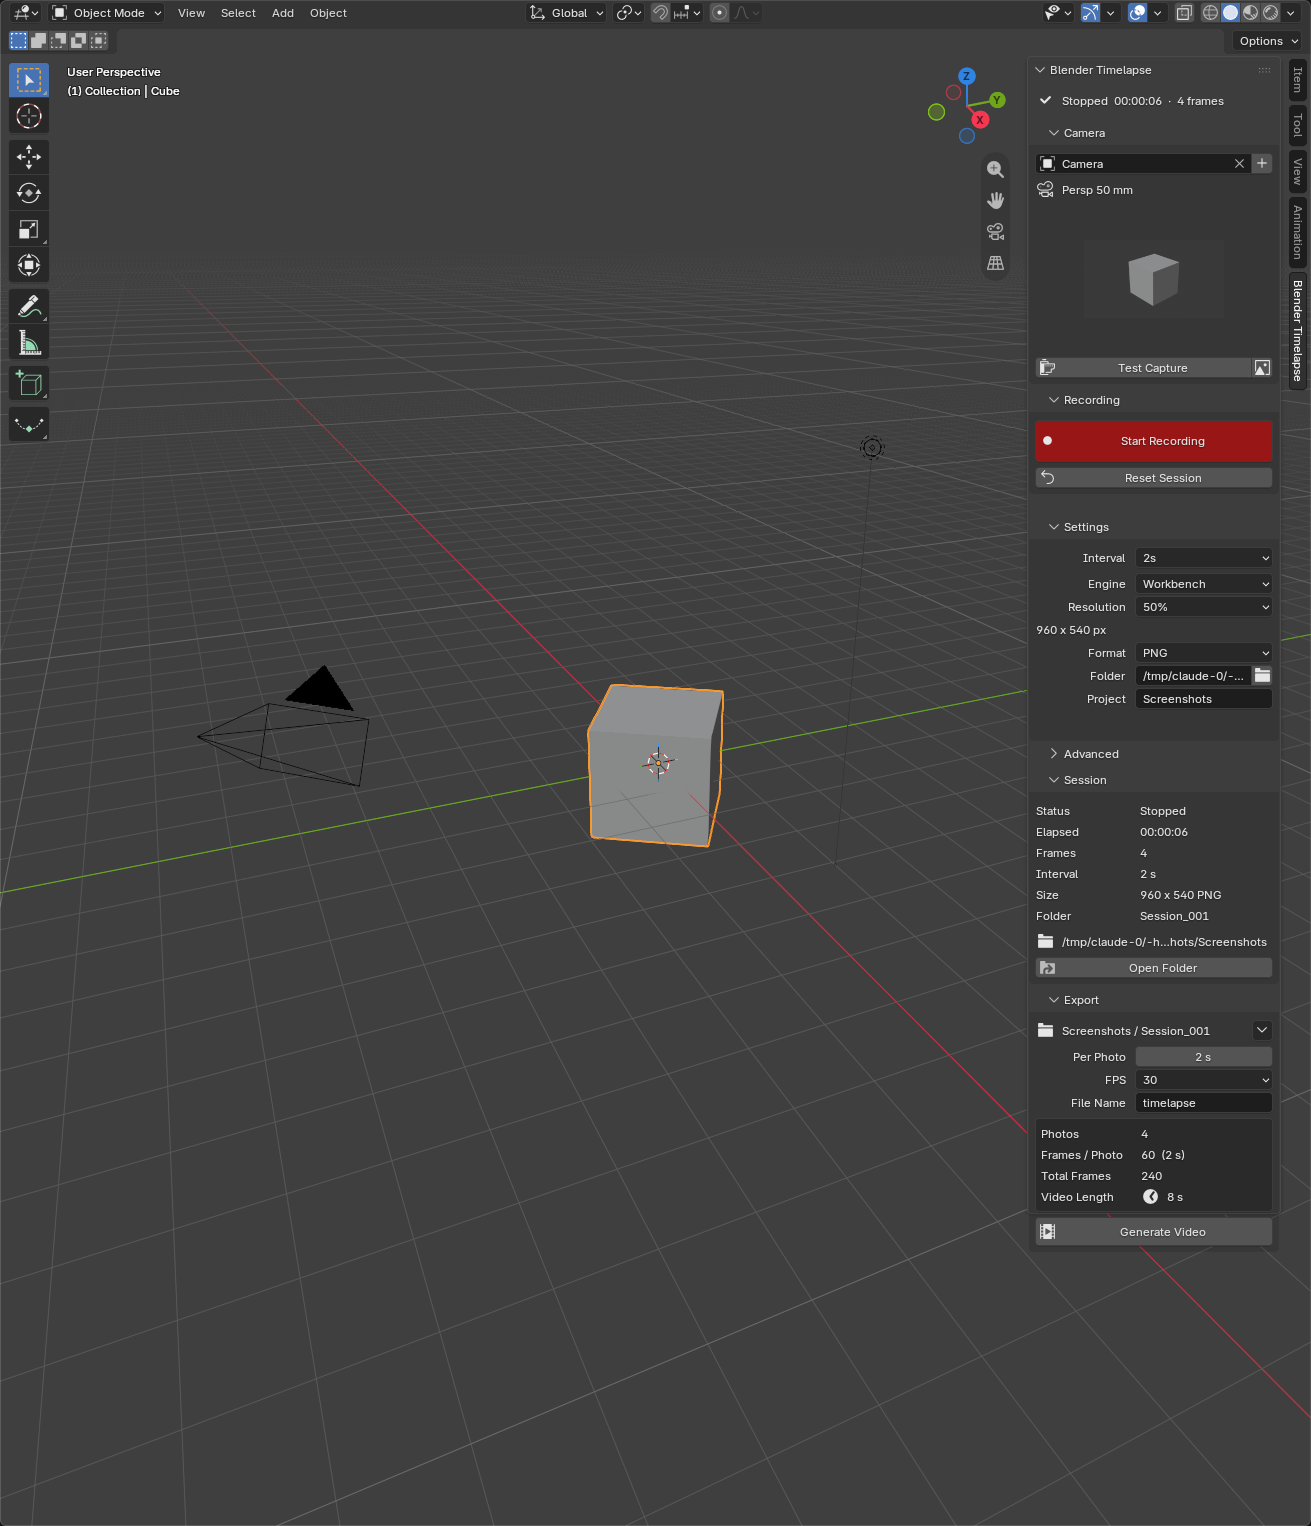 Object Mode View Select Add Object Global
Options
User Perspective
(1) Collection | Cube
Z
Y
X
Item
Tool
View
Animation
Blender Timelapse
Blender Timelapse
Stopped 00:00:06 · 4 frames
Camera
Camera
Persp 50 mm
Test Capture
Recording
Start Recording
Reset Session
Settings
Interval 2s
Engine Workbench
Resolution 50%
960 x 540 px
Format PNG
Folder /tmp/claude-0/-...
Project Screenshots
Advanced
Session
Status Stopped
Elapsed 00:00:06
Frames 4
Interval 2 s
Size 960 x 540 PNG
Folder Session_001
/tmp/claude-0/-h...hots/Screenshots
Open Folder
Export
Screenshots / Session_001
Per Photo 2 s
FPS 30
File Name timelapse
Photos 4
Frames / Photo 60 (2 s)
Total Frames 240
Video Length 8 s
Generate Video